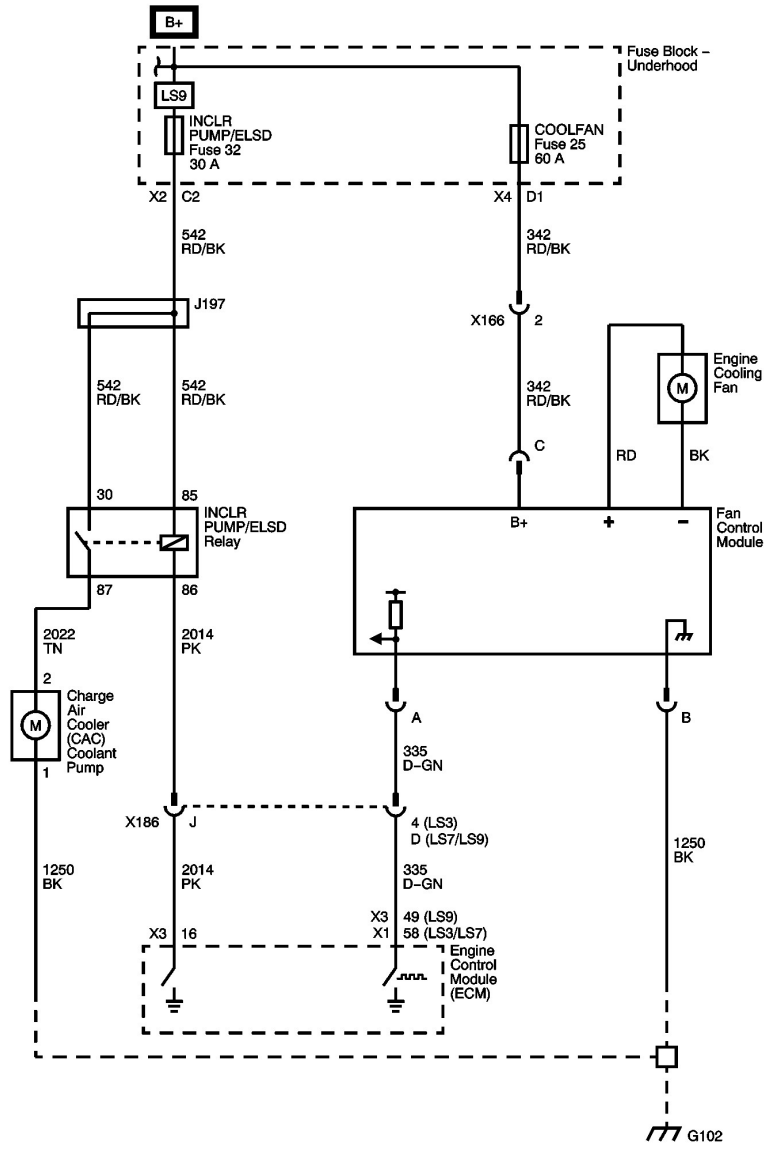 B+
Fuse Block –
Underhood
LS9
INCLR
PUMP/ELSD
Fuse 32
30 A
COOLFAN
Fuse 25
60 A
X2 C2
X4 D1
542
RD/BK
342
RD/BK
J197
X166 2
Engine
Cooling
Fan
M
542
RD/BK
542
RD/BK
342
RD/BK
C
RD
BK
30
85
INCLR
PUMP/ELSD
Relay
B+
+
–
Fan
Control
Module
87
86
2022
TN
2014
PK
2
Charge
Air
Cooler
(CAC)
Coolant
Pump
M
1
A
B
335
D–GN
X186 J
4 (LS3)
D (LS7/LS9)
1250
BK
2014
PK
335
D–GN
1250
BK
X3 16
X3 49 (LS9)
X1 58 (LS3/LS7)
Engine
Control
Module
(ECM)
G102